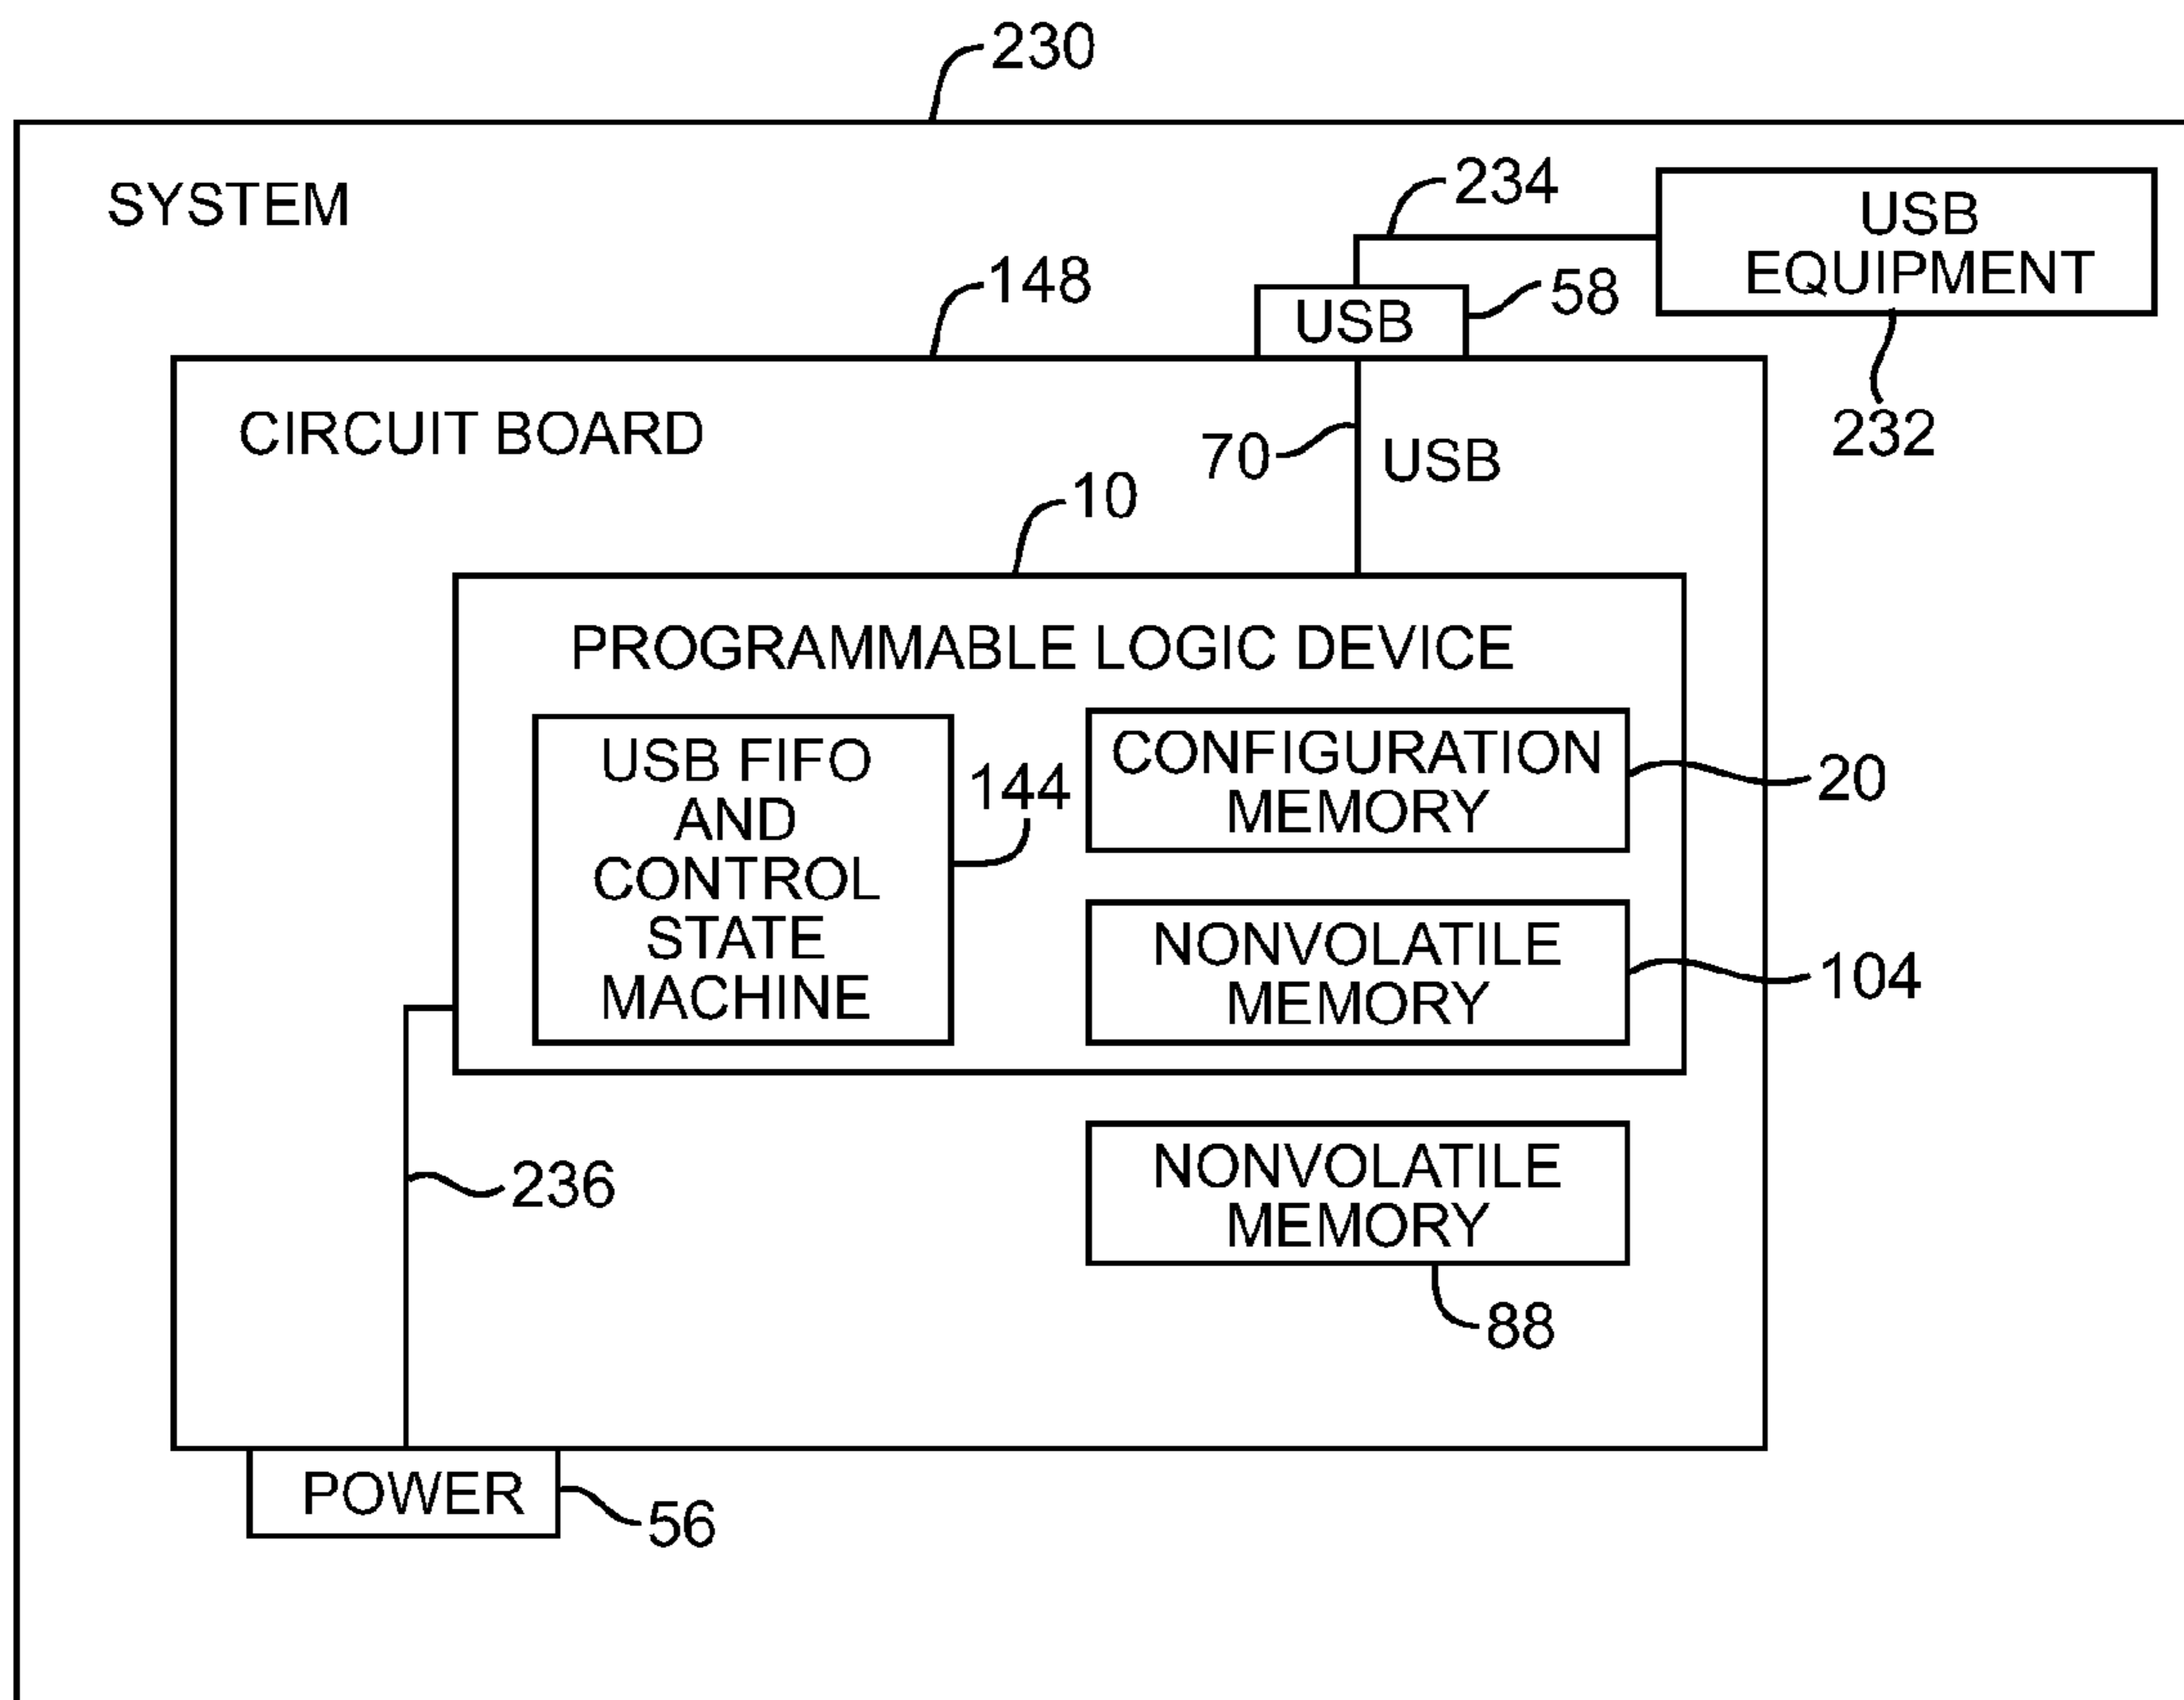 230
SYSTEM
234
USB
EQUIPMENT
148
58
USB
232
CIRCUIT BOARD
70
USB
10
PROGRAMMABLE LOGIC DEVICE
USB FIFO
AND
CONTROL
STATE
MACHINE
144
CONFIGURATION
MEMORY
20
NONVOLATILE
MEMORY
104
236
NONVOLATILE
MEMORY
88
POWER
56